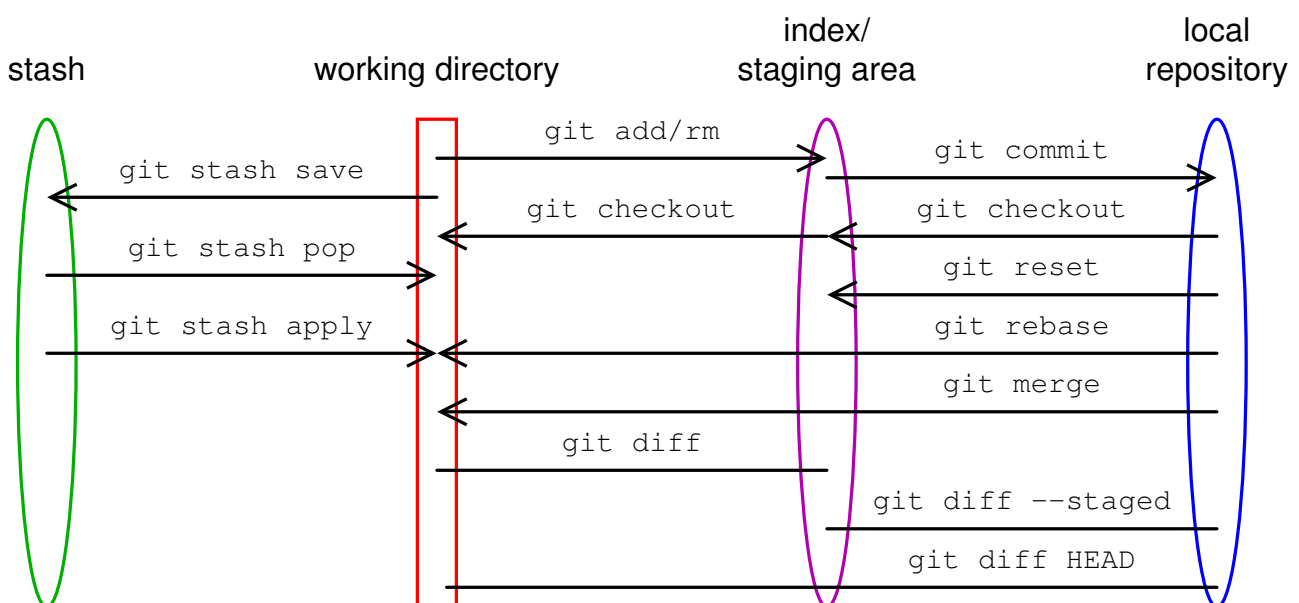 stash
working directory
index/
staging area
local
repository
git add/rm
git commit
git stash save
git checkout
git checkout
git stash pop
git reset
git stash apply
git rebase
git merge
git diff
git diff --staged
git diff HEAD